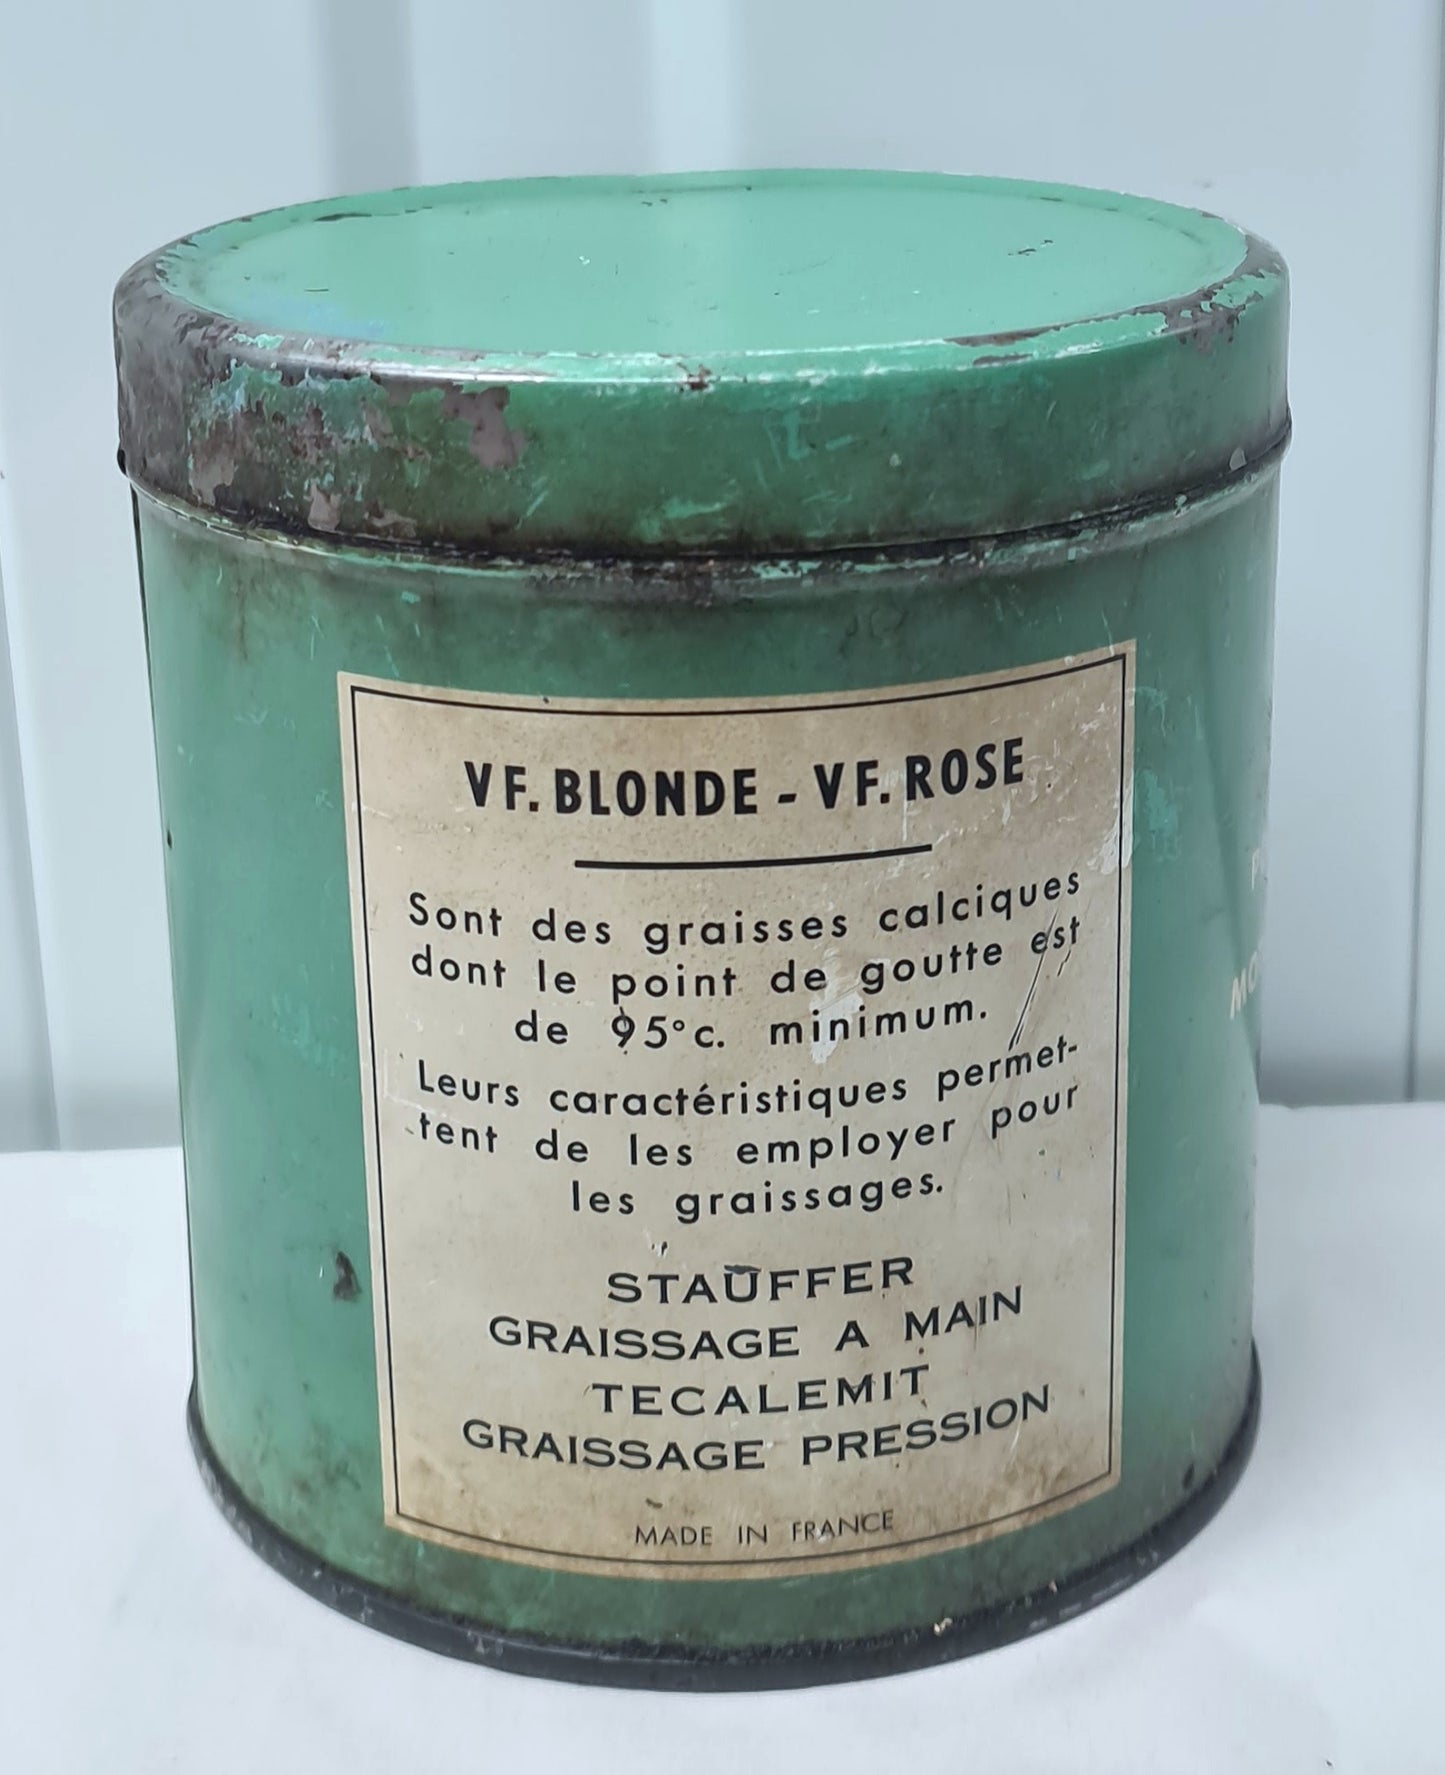 VF. BLONDE - VF. ROSE
Sont des graisses calciques
dont le point de goutte est
de 95°c. minimum.
Leurs caractéristiques permet-
tent de les employer pour
les graissages.
STAUFFER
GRAISSAGE A MAIN
TECALEMIT
GRAISSAGE PRESSION
MADE IN FRANCE